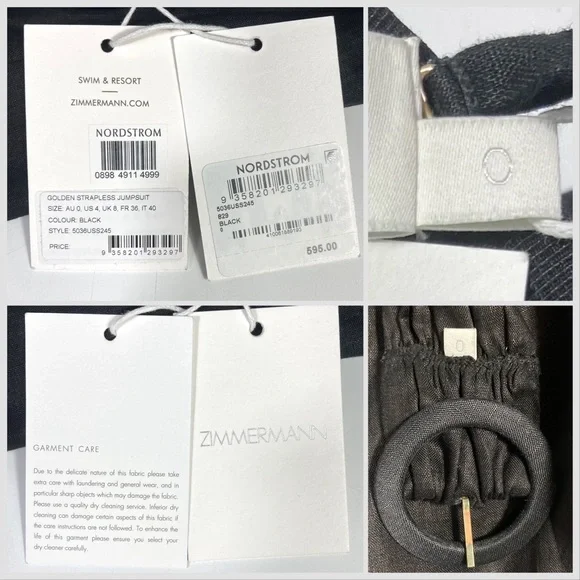 SWIM & RESORT
ZIMMERMANN.COM
NORDSTROM
0898 4911 4999
GOLDEN STRAPLESS JUMPSUIT
SIZE: AU 0, US 4, UK 8, FR 36, IT 40
COLOUR: BLACK
STYLE: 5036USS245
PRICE:
9 358201 293297
NORDSTROM
9 358201 293297
5036USS245
829
BLACK
0
595.00
0
GARMENT CARE
Due to the delicate nature of this fabric please take
extra care with laundering and general wear, and in
particular sharp objects which may damage the fabric.
Please use a quality dry cleaning service. Inferior dry
cleaning can damage certain aspects of this fabric if
the care instructions are not followed. To enhance the
life of this garment please ensure you select your
dry cleaner carefully.
ZIMMERMANN
0